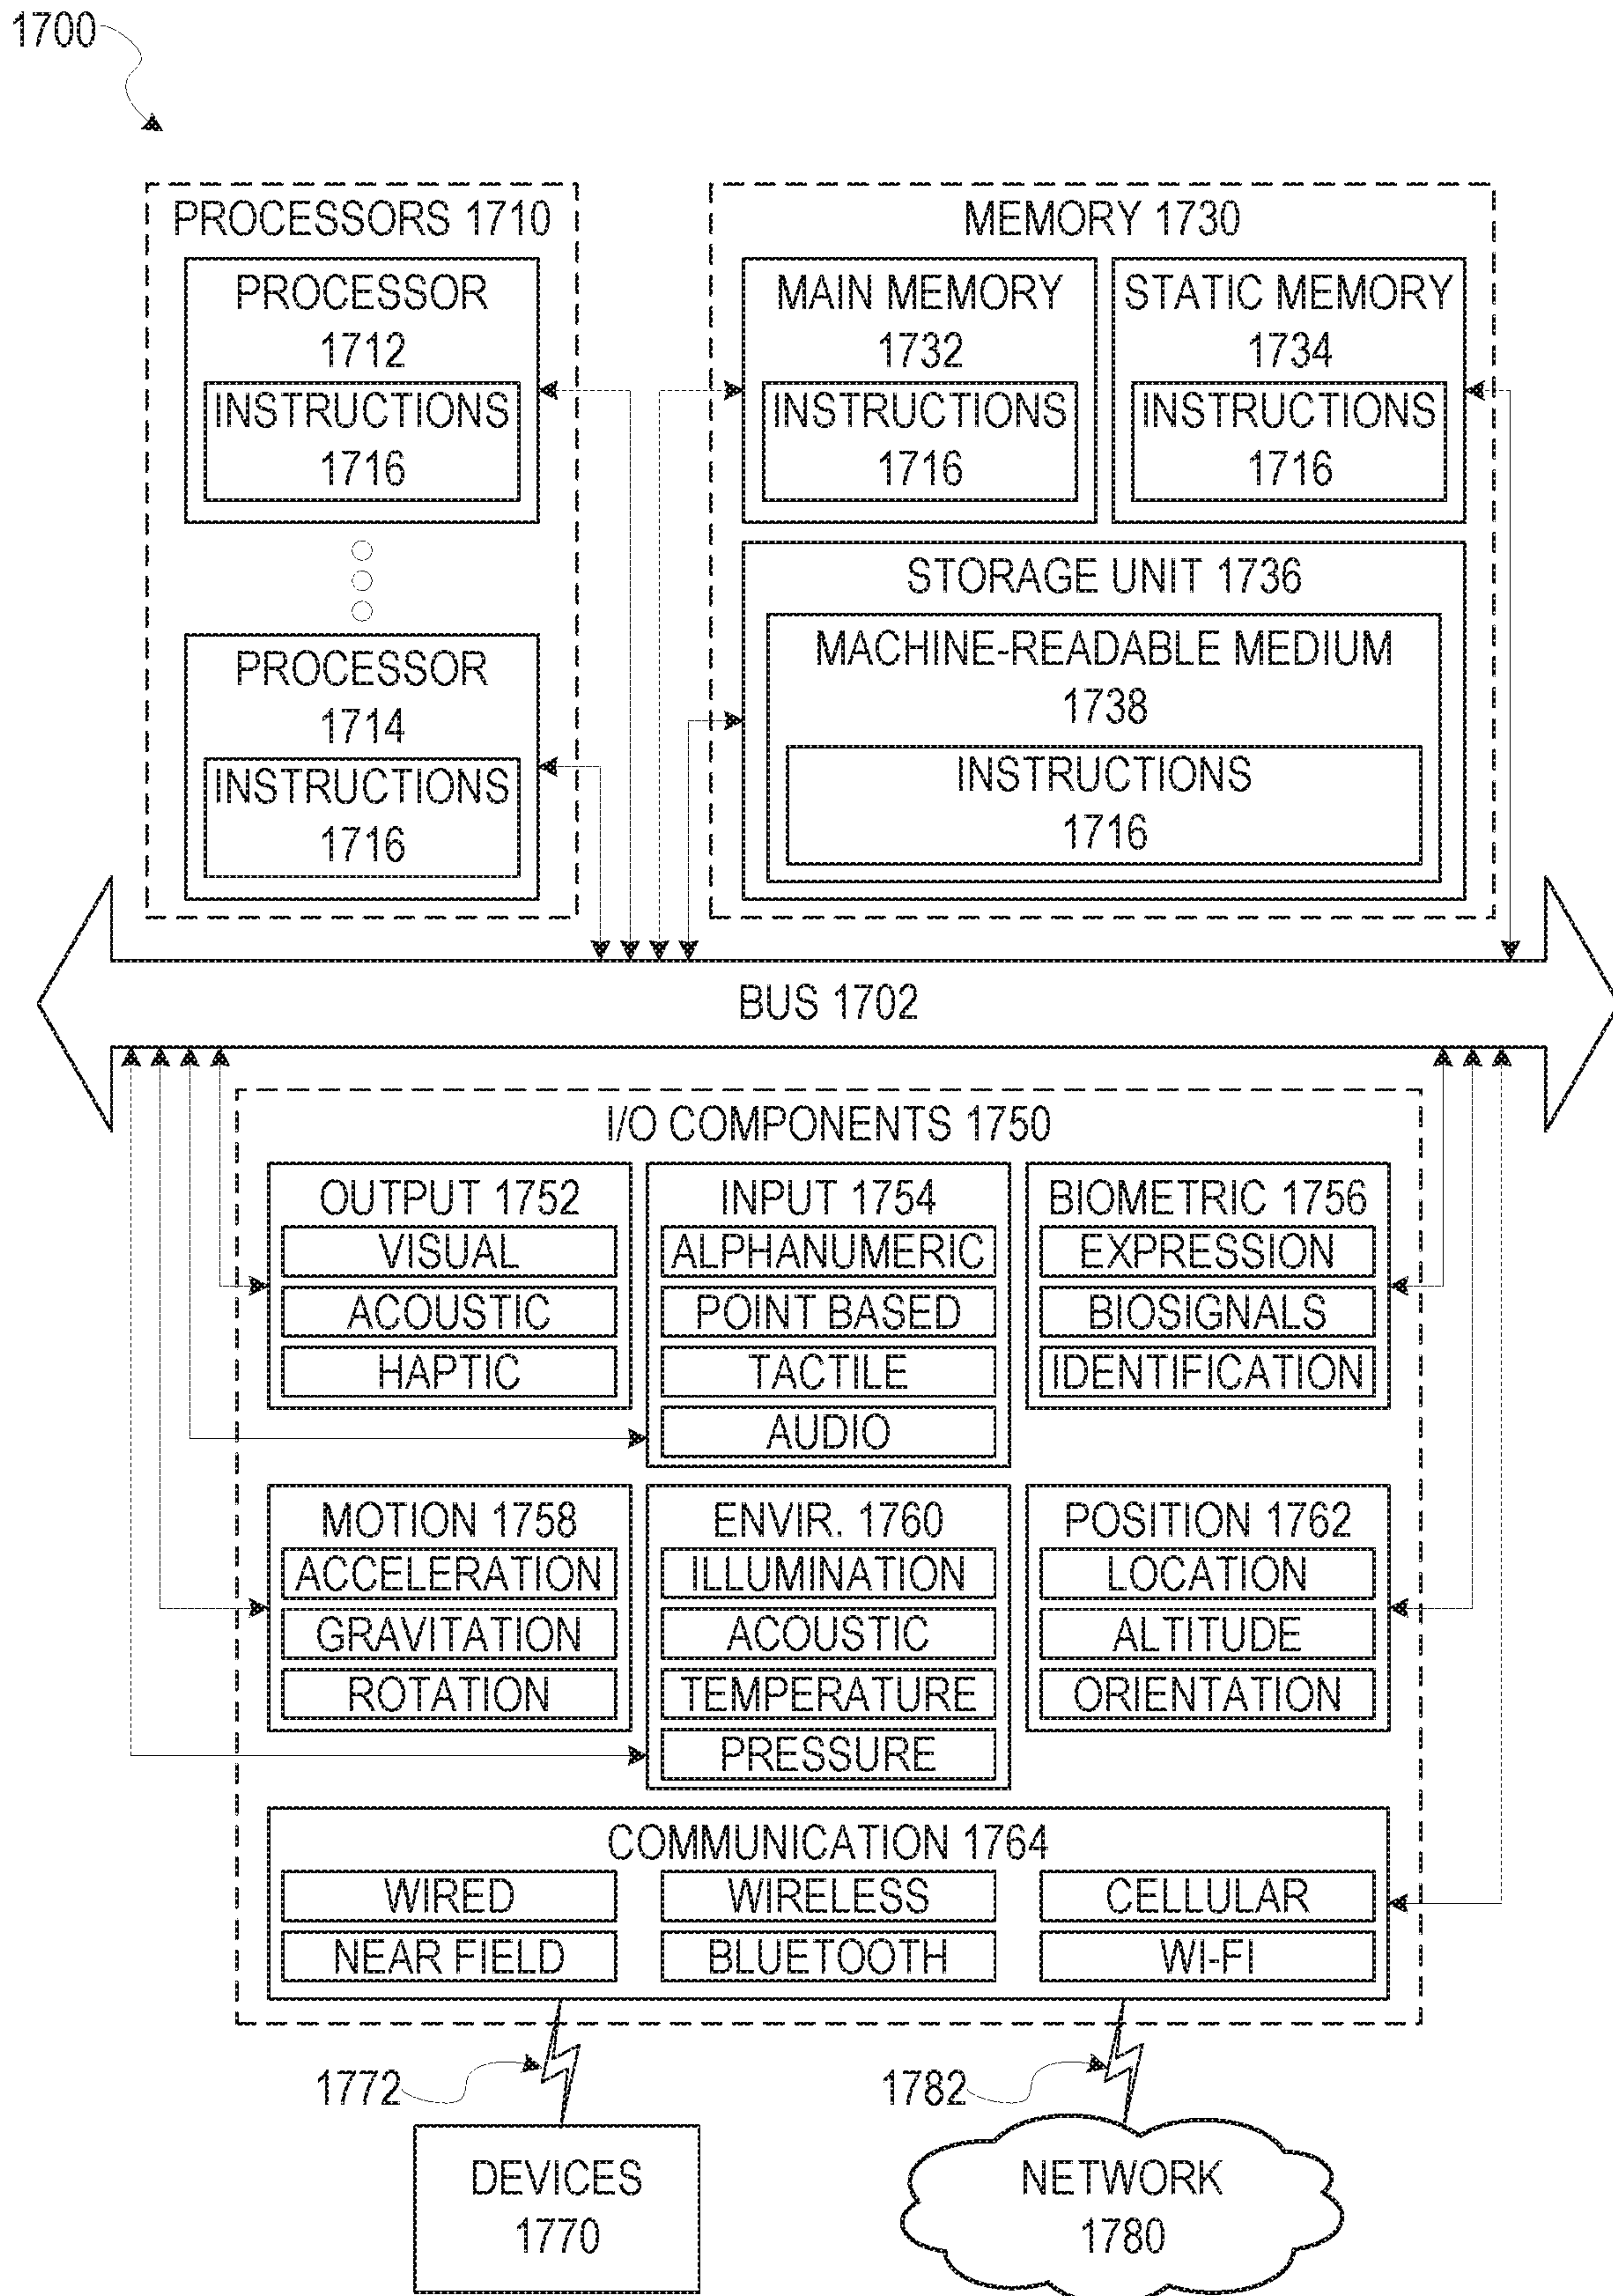 1700
PROCESSORS 1710
PROCESSOR
1712
INSTRUCTIONS
1716
PROCESSOR
1714
INSTRUCTIONS
1716
MEMORY 1730
MAIN MEMORY
1732
INSTRUCTIONS
1716
STATIC MEMORY
1734
INSTRUCTIONS
1716
STORAGE UNIT 1736
MACHINE-READABLE MEDIUM
1738
INSTRUCTIONS
1716
BUS 1702
I/O COMPONENTS 1750
OUTPUT 1752
VISUAL
ACOUSTIC
HAPTIC
INPUT 1754
ALPHANUMERIC
POINT BASED
TACTILE
AUDIO
BIOMETRIC 1756
EXPRESSION
BIOSIGNALS
IDENTIFICATION
MOTION 1758
ACCELERATION
GRAVITATION
ROTATION
ENVIR. 1760
ILLUMINATION
ACOUSTIC
TEMPERATURE
PRESSURE
POSITION 1762
LOCATION
ALTITUDE
ORIENTATION
COMMUNICATION 1764
WIRED
WIRELESS
CELLULAR
NEAR FIELD
BLUETOOTH
WI-FI
1772
1782
DEVICES
1770
NETWORK
1780